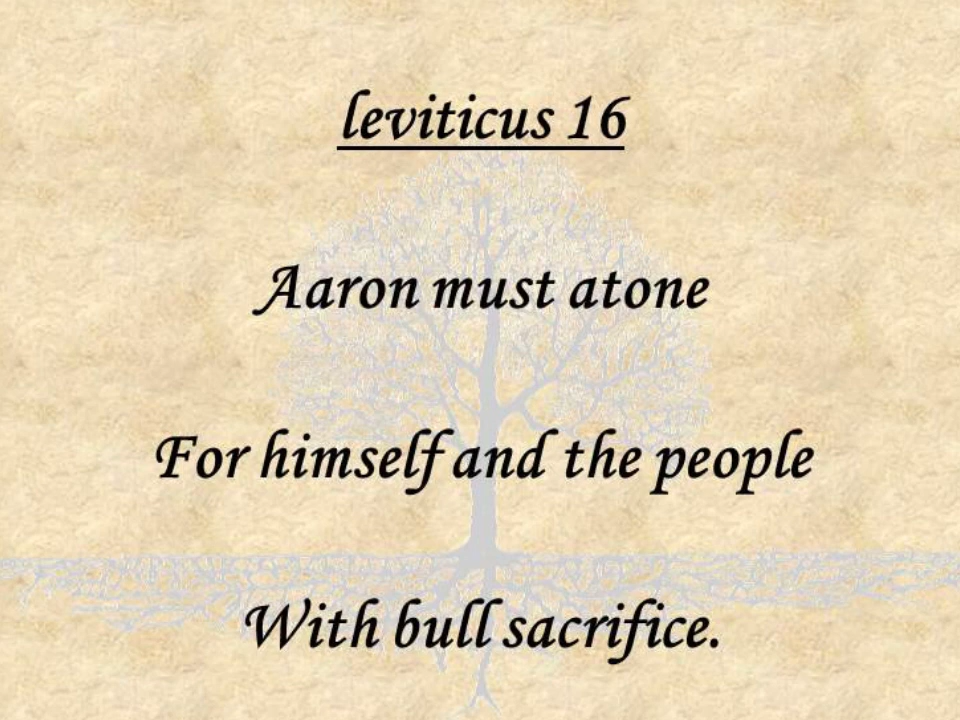 leviticus 16
Aaron must atone
For himself and the people
With bull sacrifice.